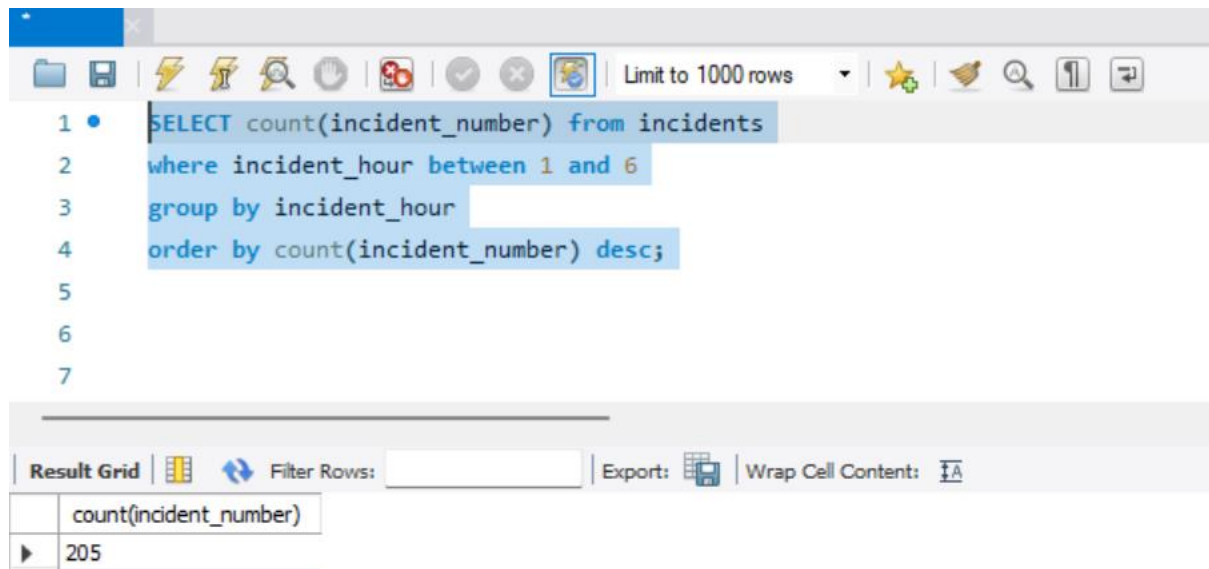 *
Limit to 1000 rows
1 SELECT count(incident_number) from incidents
2 where incident_hour between 1 and 6
3 group by incident_hour
4 order by count(incident_number) desc;
5
6
7
Result Grid Filter Rows: Export: Wrap Cell Content: IA
count(incident_number)
205